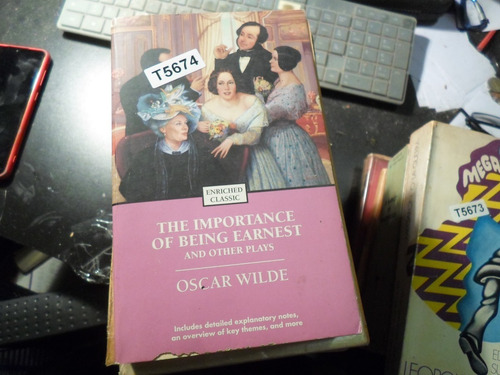 T5674
ENRICHED
CLASSIC
THE IMPORTANCE
OF BEING EARNEST
AND OTHER PLAYS
OSCAR WILDE
Includes detailed explanatory notes,
an overview of key themes, and more
MEGA
T5673